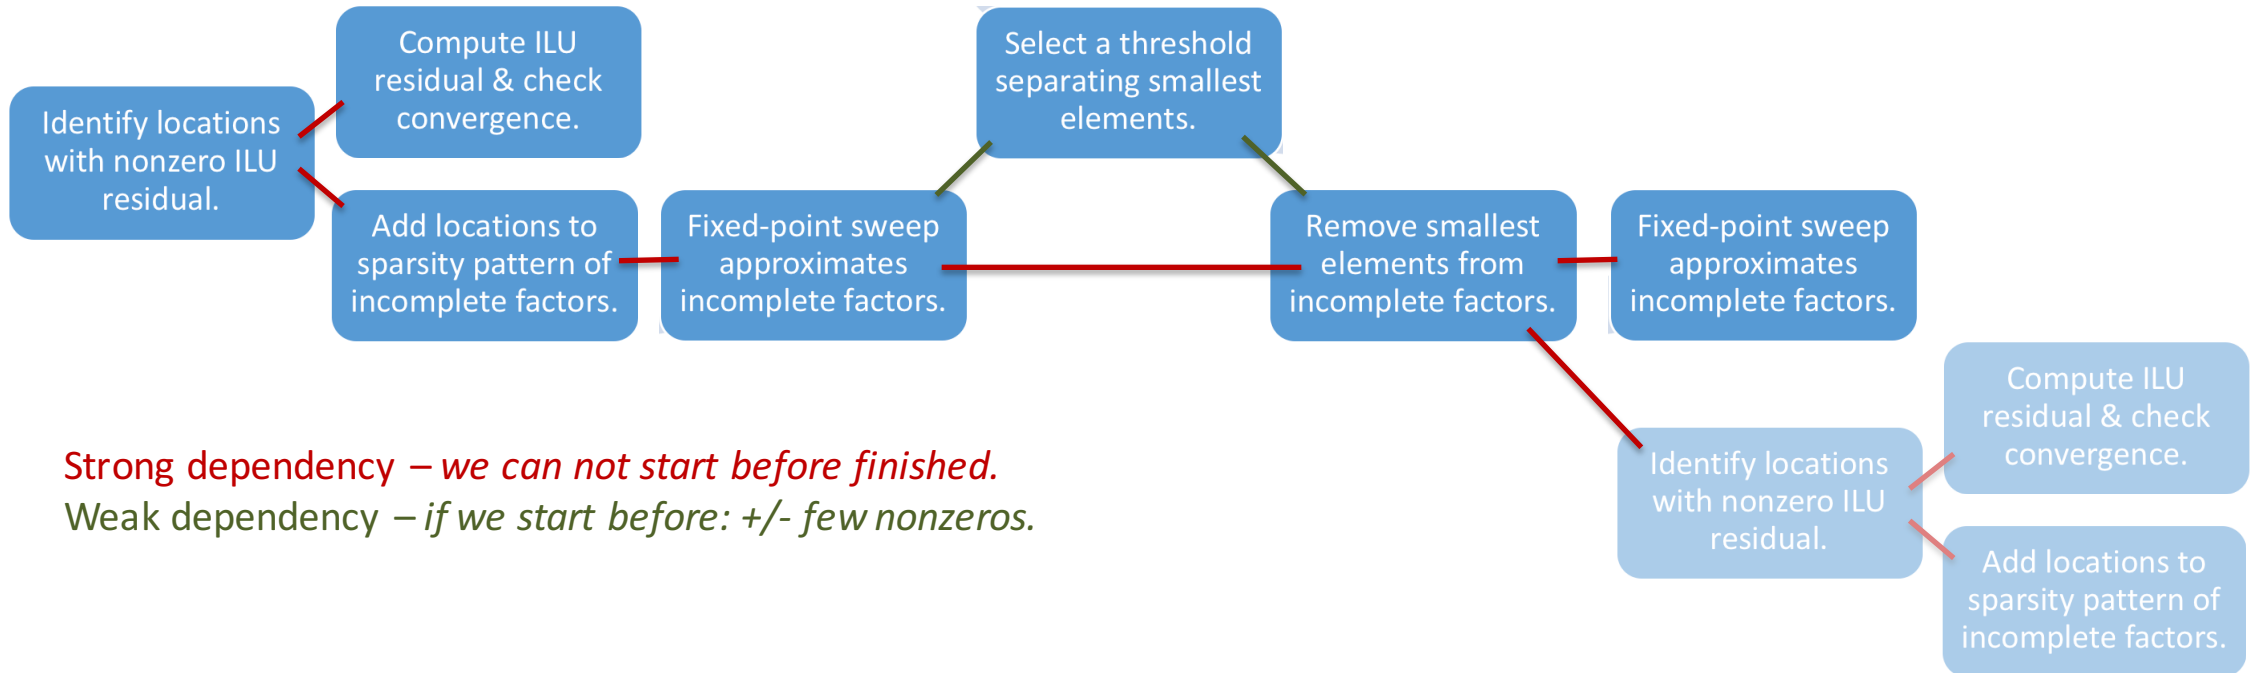 Identify locations
with nonzero ILU
residual.
Compute ILU
residual & check
convergence.
Add locations to
sparsity pattern of
incomplete factors.
Fixed-point sweep
approximates
incomplete factors.
Select a threshold
separating smallest
elements.
Remove smallest
elements from
incomplete factors.
Fixed-point sweep
approximates
incomplete factors.
Identify locations
with nonzero ILU
residual.
Compute ILU
residual & check
convergence.
Add locations to
sparsity pattern of
incomplete factors.
Strong dependency – we can not start before finished.
Weak dependency – if we start before: +/- few nonzeros.